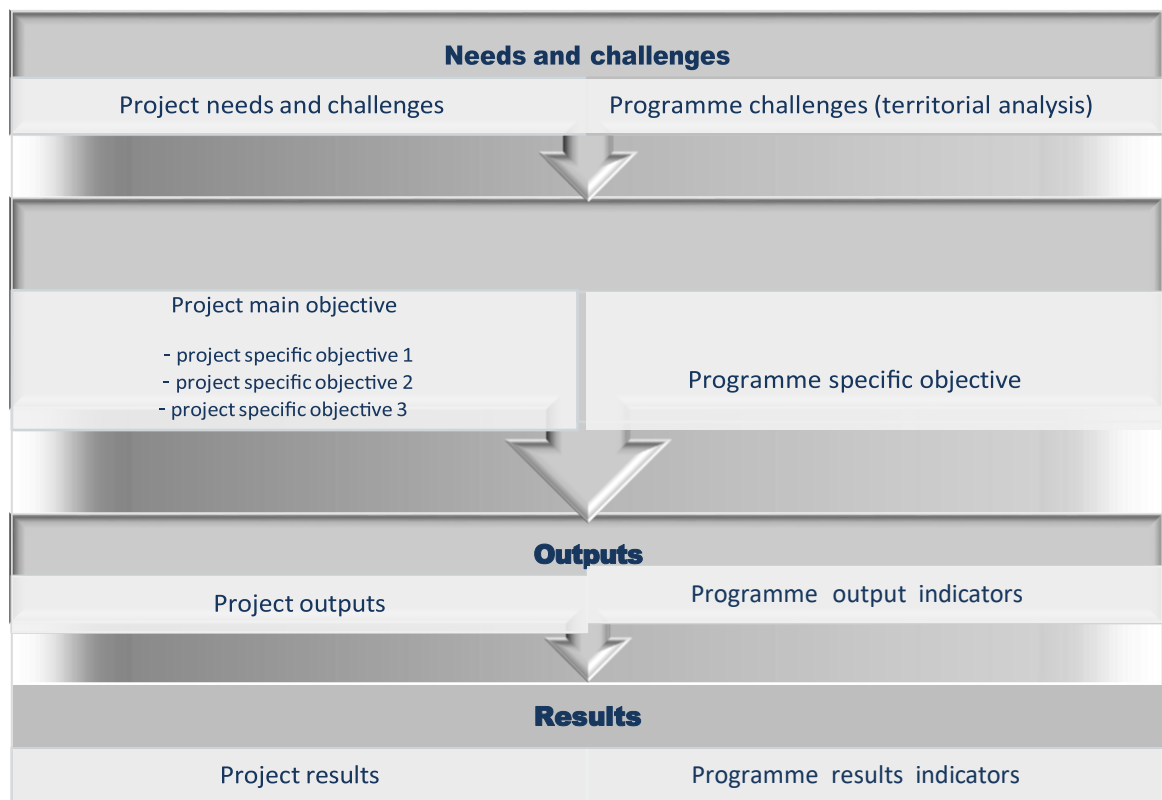 Needs and challenges
Project needs and challenges
Programme challenges (territorial analysis)
Project main objective
- project specific objective 1
- project specific objective 2
- project specific objective 3
Programme specific objective
Outputs
Project outputs
Programme output indicators
Results
Project results
Programme results indicators